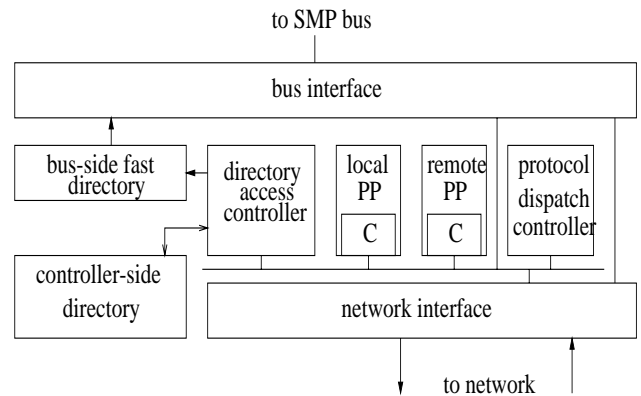 to SMP bus
bus interface
bus-side fast
directory
directory
access
controller
local
PP
C
remote
PP
C
protocol
dispatch
controller
controller-side
directory
network interface
to network